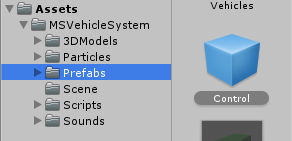 Assets
MSVehicleSystem
3DModels
Particles
Prefabs
Scene
Scripts
Sounds
Vehicles
Control